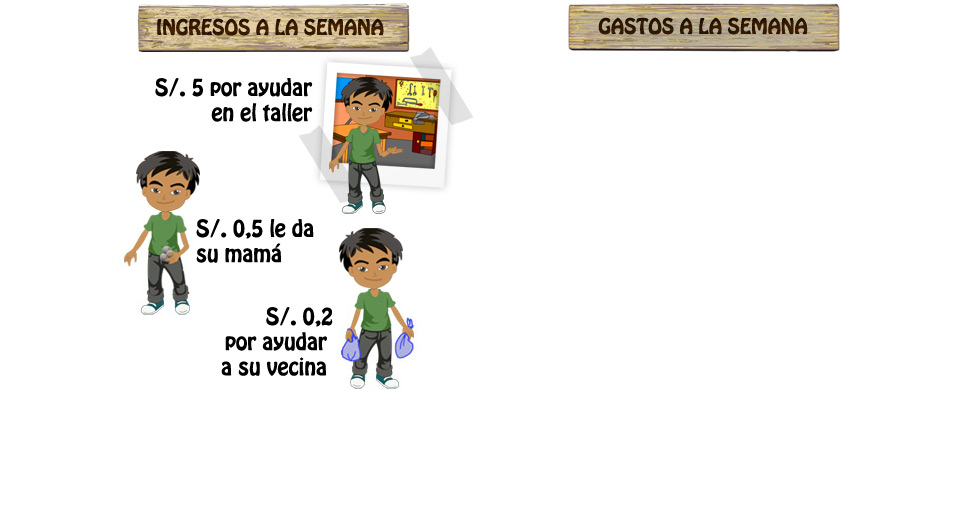 INGRESOS A LA SEMANA
GASTOS A LA SEMANA
S/. 5 por ayudar
en el taller
S/. 0,5 le da
su mamá
S/. 0,2
por ayudar
a su vecina